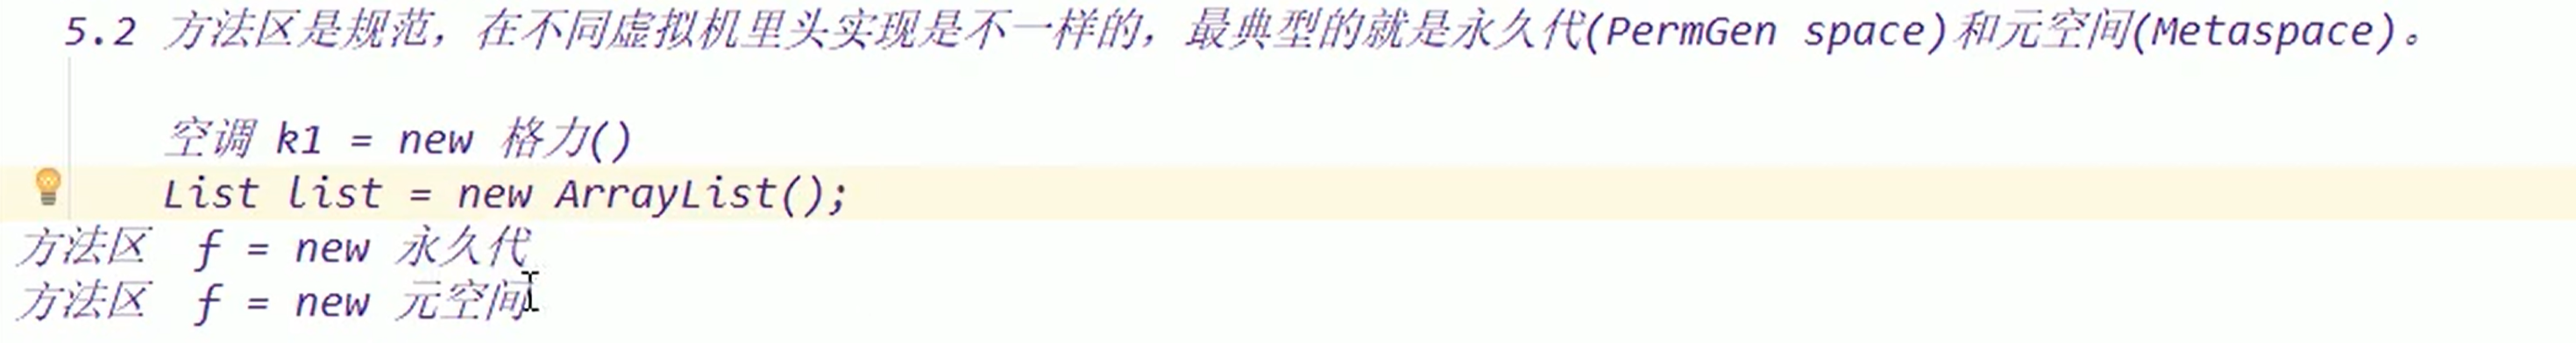 5.2 方法区是规范，在不同虚拟机里头实现是不一样的，最典型的就是永久代(PermGen space)和元空间(Metaspace)。
空调 k1 = new 格力()
List list = new ArrayList();
方法区 f = new 永久代
方法区 f = new 元空间